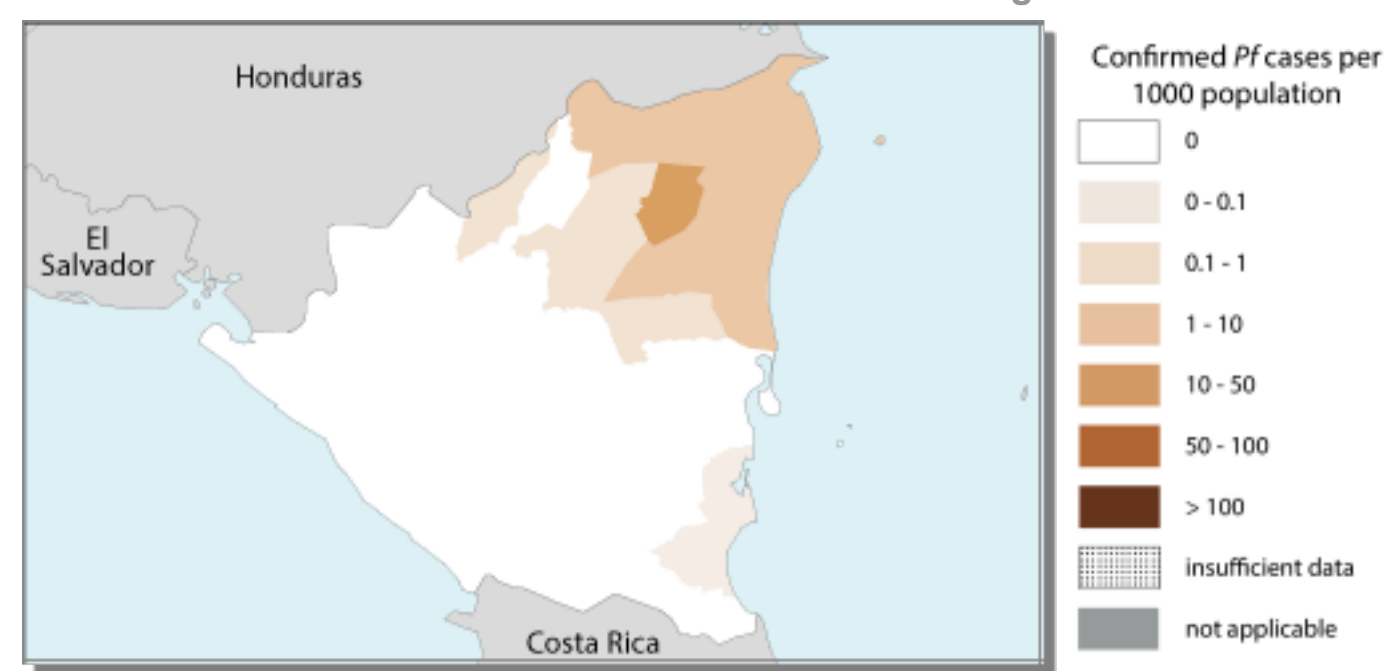 Honduras
El
Salvador
Costa Rica
Confirmed Pf cases per
1000 population
0
0 - 0.1
0.1 - 1
1 - 10
10 - 50
50 - 100
> 100
insufficient data
not applicable